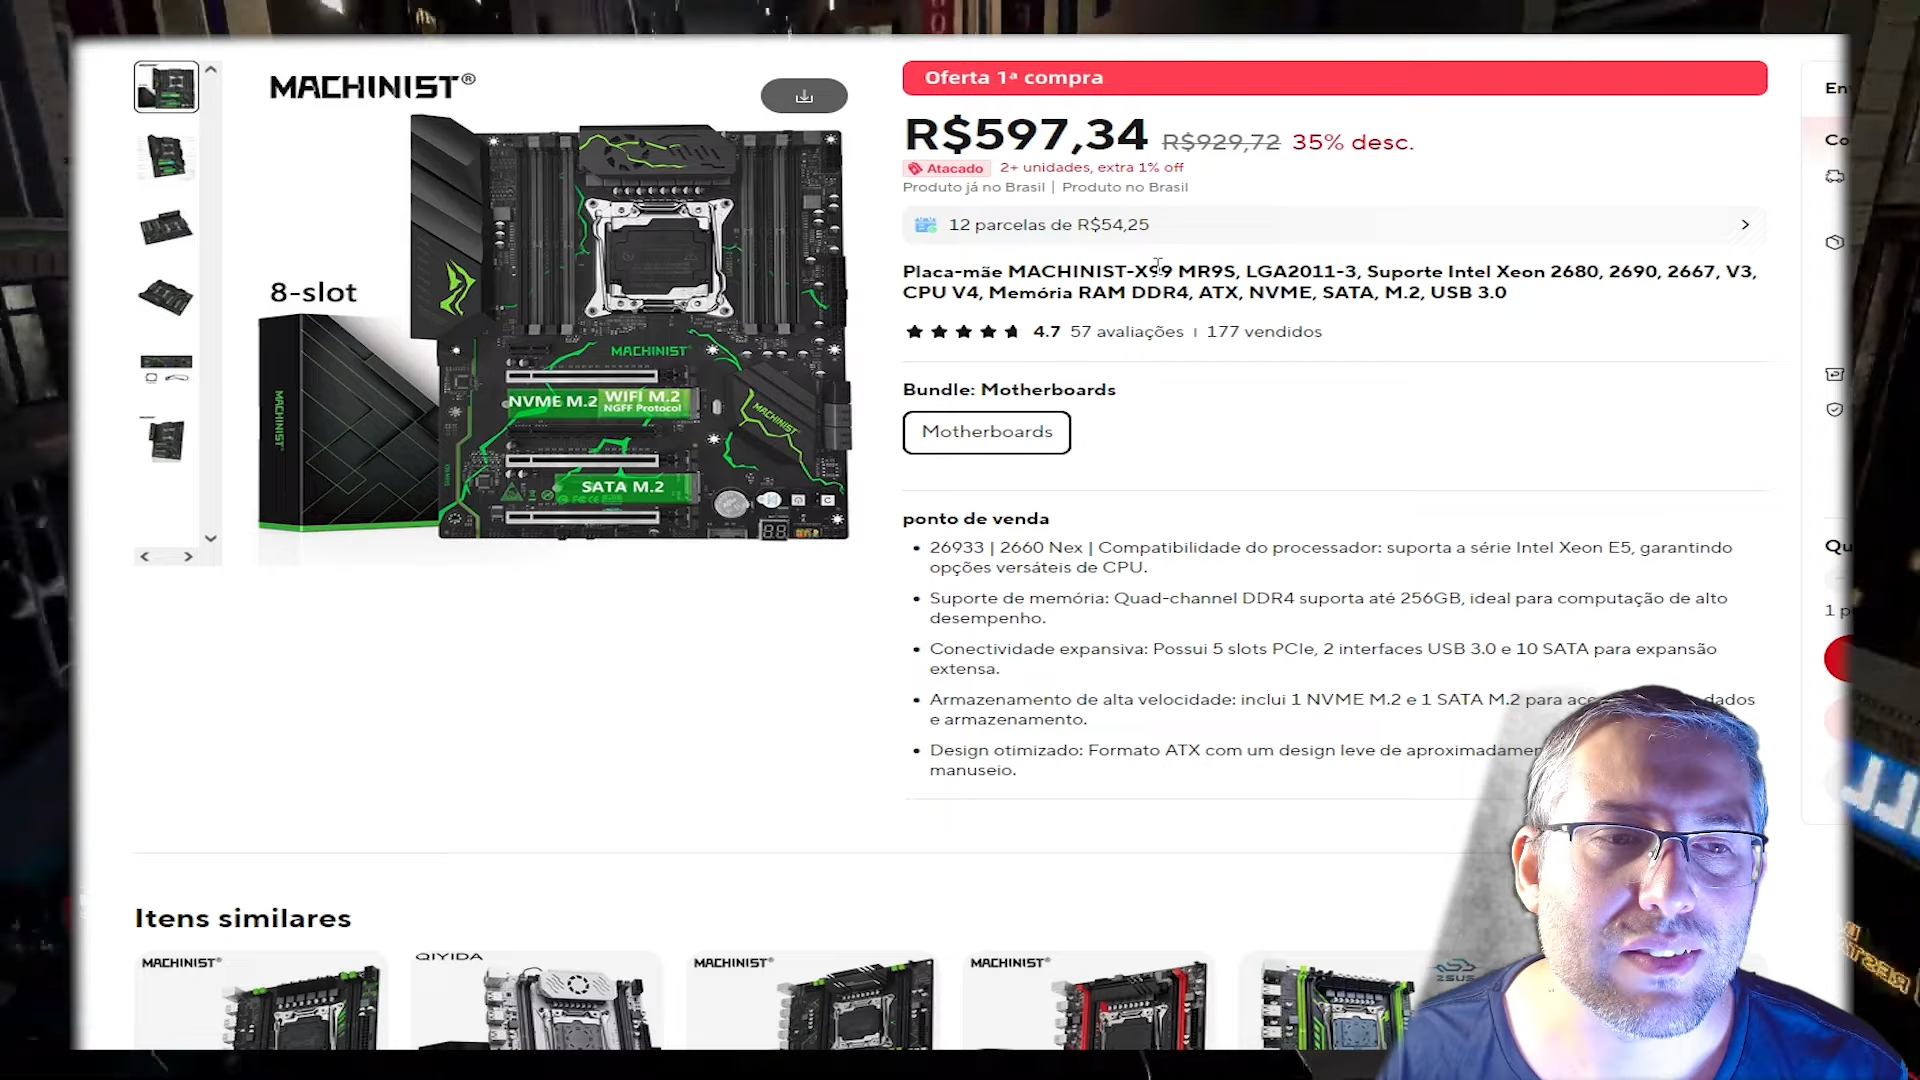 MACHINIST®
8-slot
MACHINIST
MACHINIST
NVME M.2
WIFI M.2
NGFF Protocol
MACHINIST
SATA M.2
Oferta 1ª compra
R$597,34 R$929,72 35% desc.
Atacado 2+ unidades, extra 1% off
Produto já no Brasil | Produto no Brasil
12 parcelas de R$54,25
Placa-mãe MACHINIST-X99 MR9S, LGA2011-3, Suporte Intel Xeon 2680, 2690, 2667, V3,
CPU V4, Memória RAM DDR4, ATX, NVME, SATA, M.2, USB 3.0
4.7 57 avaliações | 177 vendidos
Bundle: Motherboards
Motherboards
ponto de venda
26933 | 2660 Nex | Compatibilidade do processador: suporta a série Intel Xeon E5, garantindo
opções versáteis de CPU.
Suporte de memória: Quad-channel DDR4 suporta até 256GB, ideal para computação de alto
desempenho.
Conectividade expansiva: Possui 5 slots PCIe, 2 interfaces USB 3.0 e 10 SATA para expansão
extensa.
Armazenamento de alta velocidade: inclui 1 NVME M.2 e 1 SATA M.2 para dados
e armazenamento.
Design otimizado: Formato ATX com um design leve de
manuseio.
Itens similares
MACHINIST®
QIYIDA
MACHINIST®
MACHINIST®
ZSUS